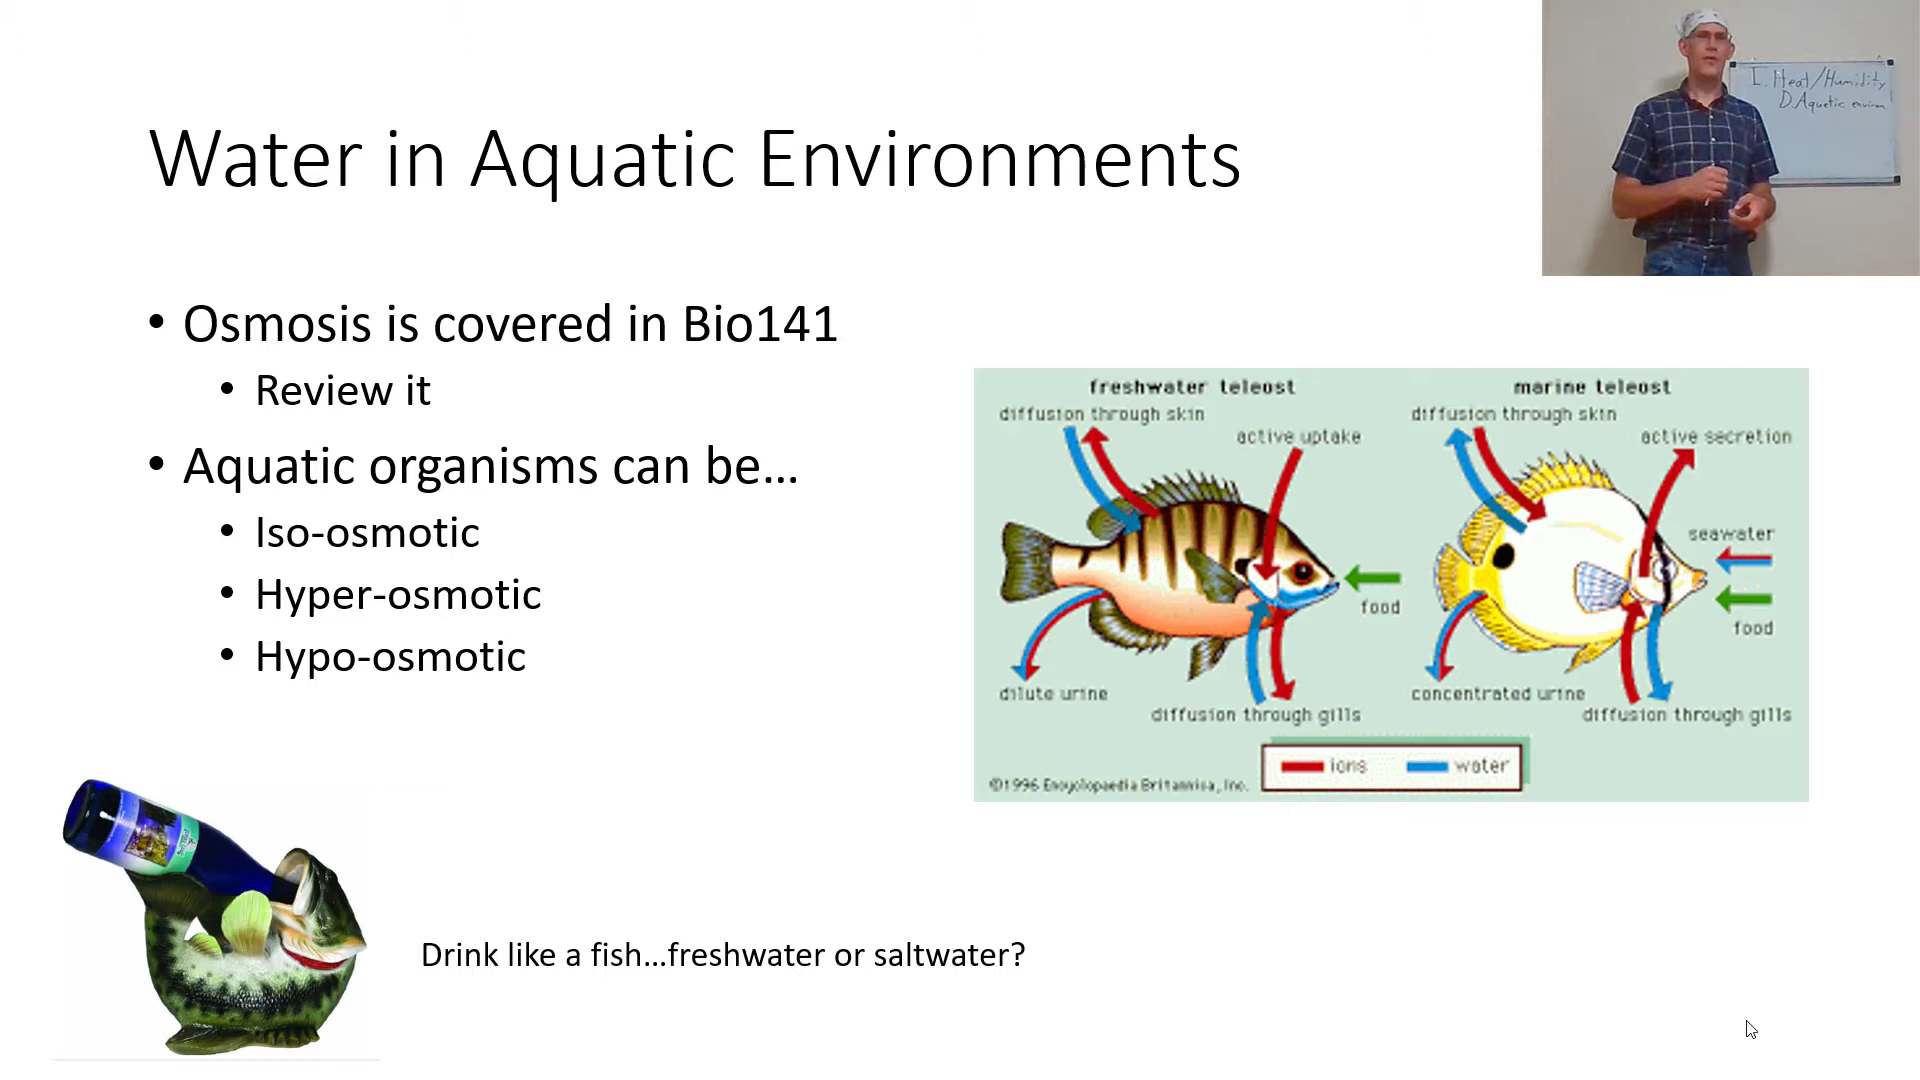 Water in Aquatic Environments
I. Heat/Humidity
D. Aquatic environ
• Osmosis is covered in Bio141
• Review it
• Aquatic organisms can be...
• Iso-osmotic
• Hyper-osmotic
• Hypo-osmotic
freshwater teleost
diffusion through skin
active uptake
food
dilute urine
diffusion through gills
marine teleost
diffusion through skin
active secretion
seawater
food
concentrated urine
diffusion through gills
ions water
©1996 Encyclopaedia Britannica, Inc.
Drink like a fish...freshwater or saltwater?